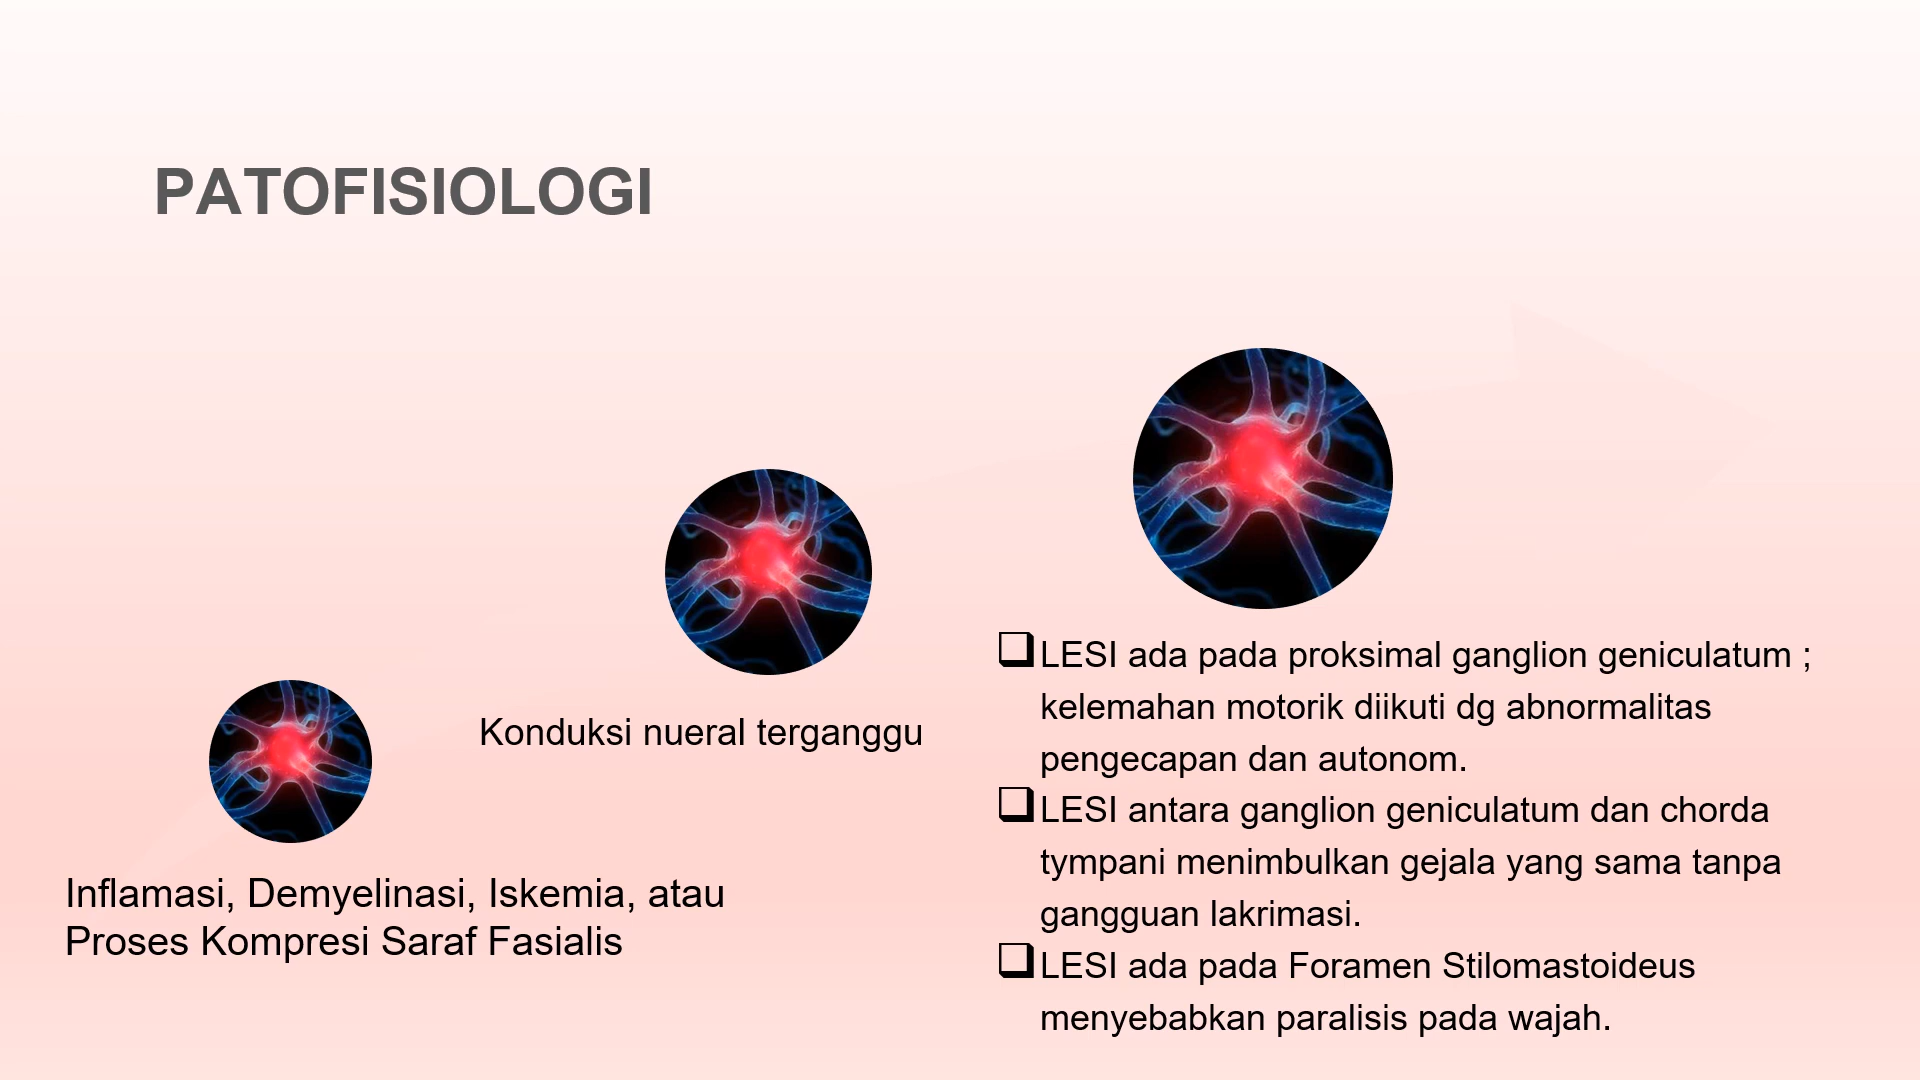 PATOFISIOLOGI
Inflamasi, Demyelinasi, Iskemia, atau
Proses Kompresi Saraf Fasialis
Konduksi nueral terganggu
LESI ada pada proksimal ganglion geniculatum ;
kelemahan motorik diikuti dg abnormalitas
pengecapan dan autonom.
LESI antara ganglion geniculatum dan chorda
tympani menimbulkan gejala yang sama tanpa
gangguan lakrimasi.
LESI ada pada Foramen Stilomastoideus
menyebabkan paralisis pada wajah.